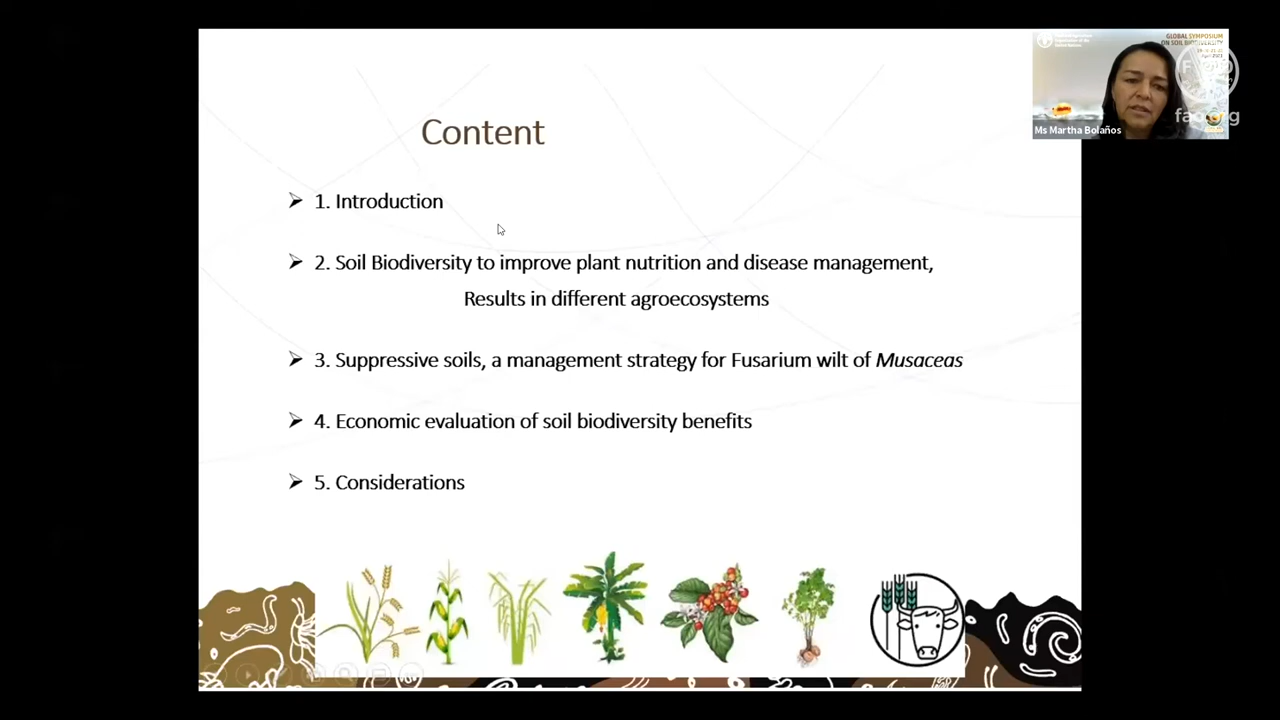 Content
➢ 1. Introduction
➢ 2. Soil Biodiversity to improve plant nutrition and disease management,
Results in different agroecosystems
➢ 3. Suppressive soils, a management strategy for Fusarium wilt of Musaceas
➢ 4. Economic evaluation of soil biodiversity benefits
➢ 5. Considerations
GLOBAL SYMPOSIUM
ON SOIL BIODIVERSITY
fao.org
Ms Martha Bolaños